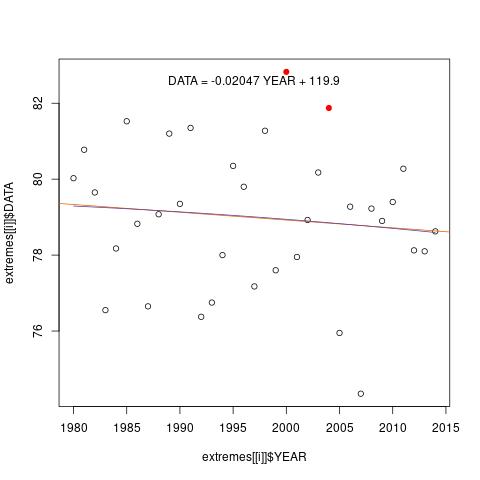 DATA = -0.02047 YEAR + 119.9
extremes[[i]]$DATA
82
80
78
76
1980 1985 1990 1995 2000 2005 2010 2015
extremes[[i]]$YEAR